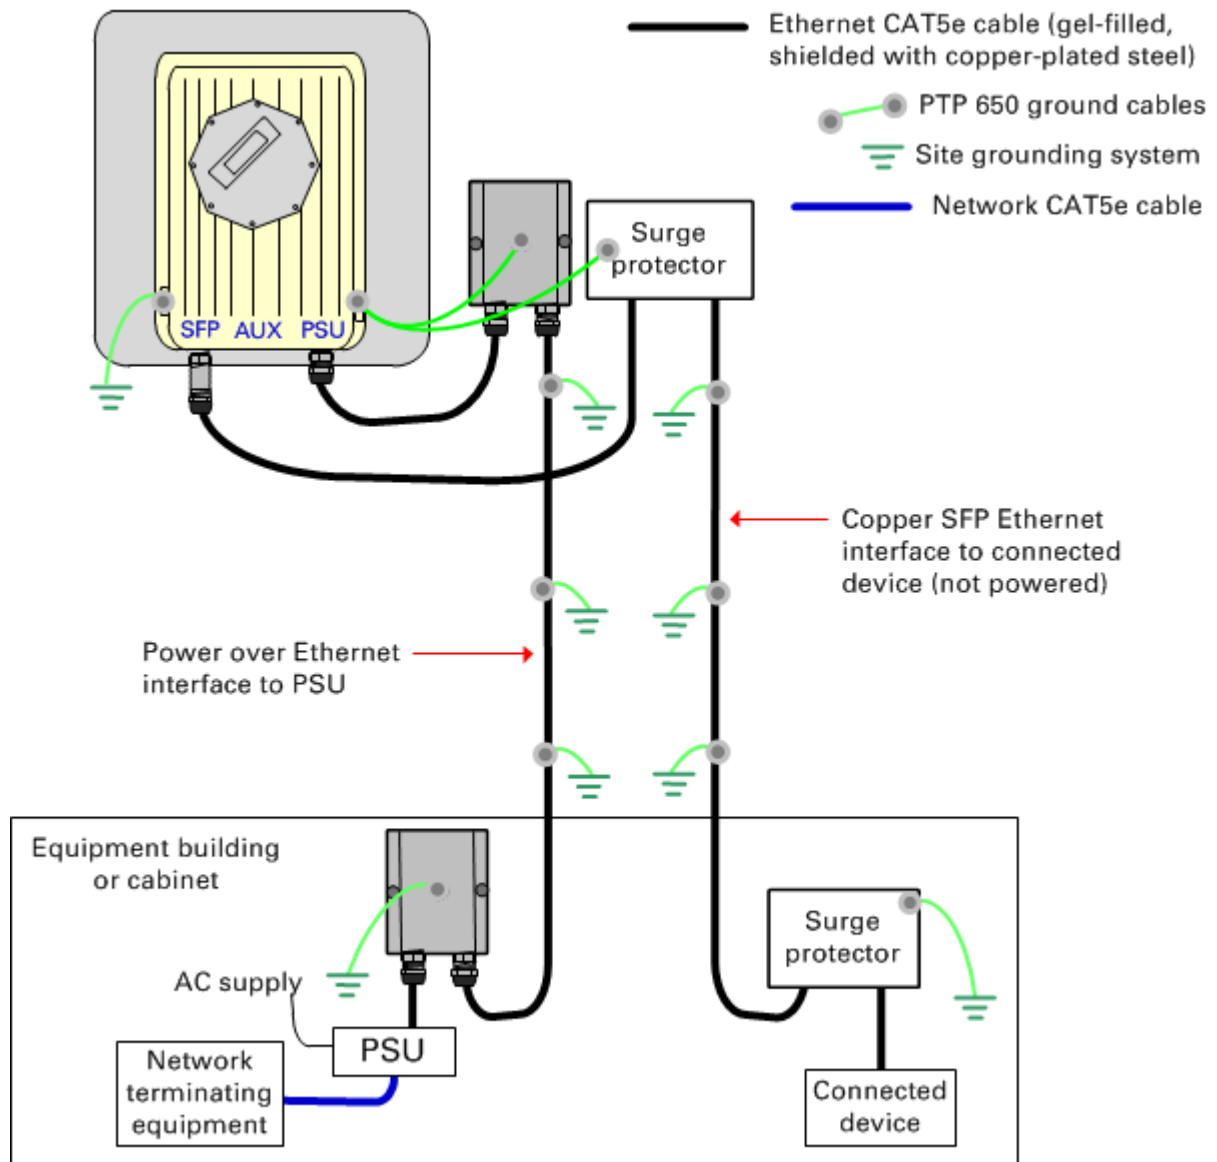 Ethernet CAT5e cable (gel-filled,
shielded with copper-plated steel)
PTP 650 ground cables
Site grounding system
Network CAT5e cable
Surge
protector
SFP AUX PSU
Copper SFP Ethernet
interface to connected
device (not powered)
Power over Ethernet
interface to PSU
Equipment building
or cabinet
Surge
protector
AC supply
PSU
Network
terminating
equipment
Connected
device